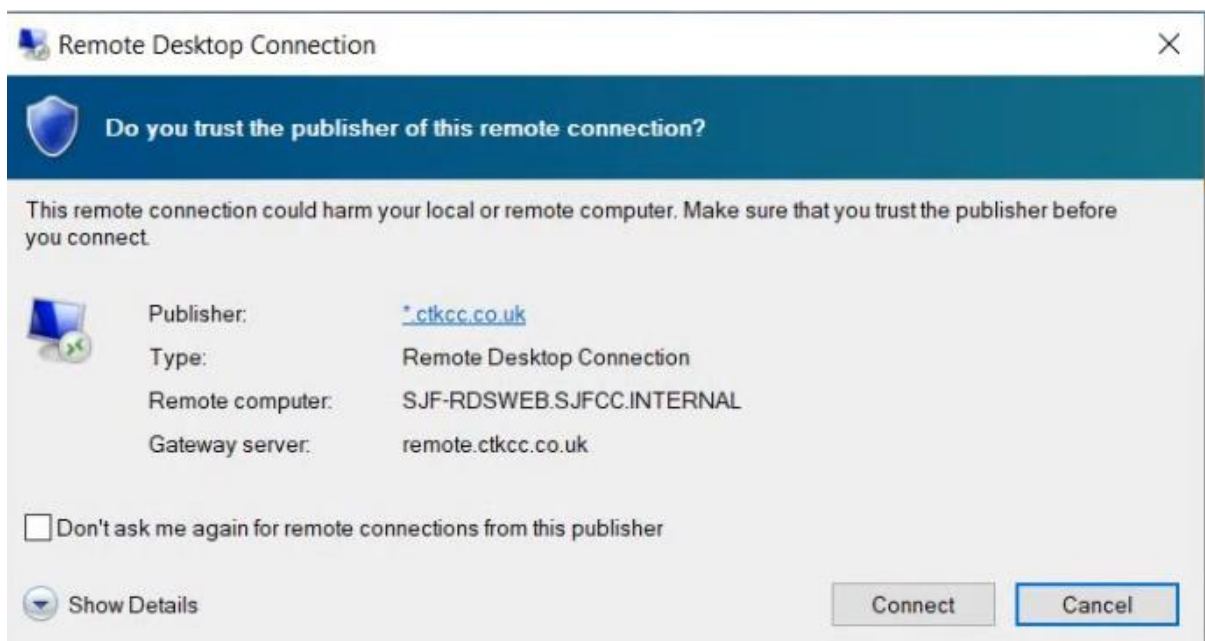 Remote Desktop Connection
Do you trust the publisher of this remote connection?
This remote connection could harm your local or remote computer. Make sure that you trust the publisher before
you connect.
Publisher: *.ctkcc.co.uk
Type: Remote Desktop Connection
Remote computer: SJF-RDSWEB.SJFCC.INTERNAL
Gateway server: remote.ctkcc.co.uk
Don't ask me again for remote connections from this publisher
Show Details Connect Cancel